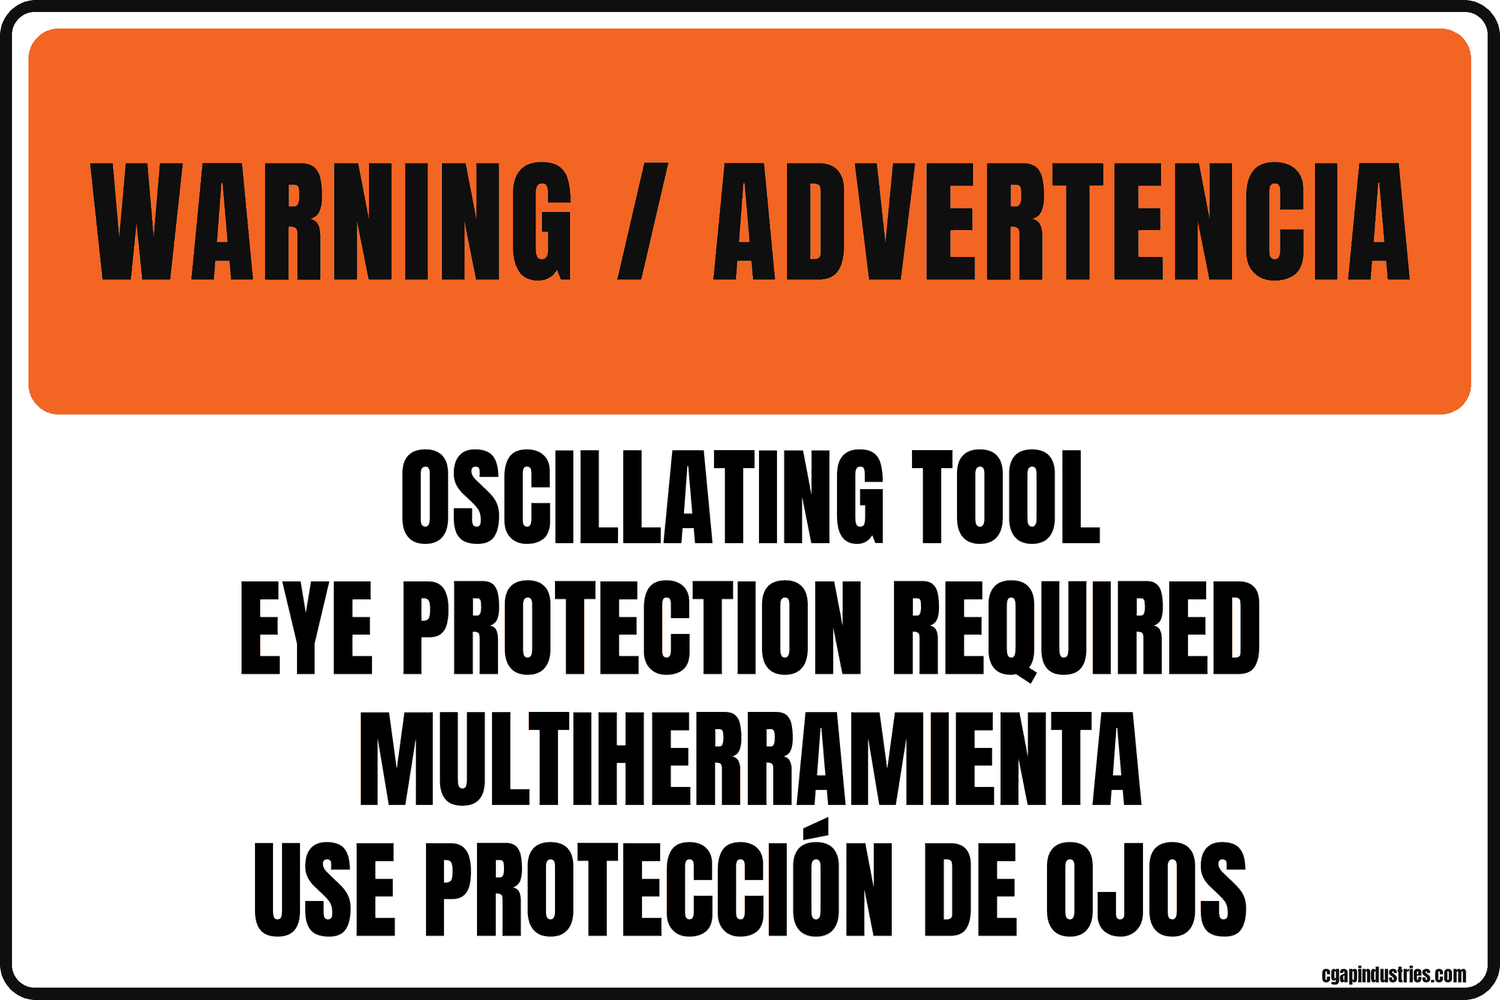 WARNING / ADVERTENCIA
OSCILLATING TOOL
EYE PROTECTION REQUIRED
MULTIHERRAMIENTA
USE PROTECCIÓN DE OJOS
cgapindustries.com